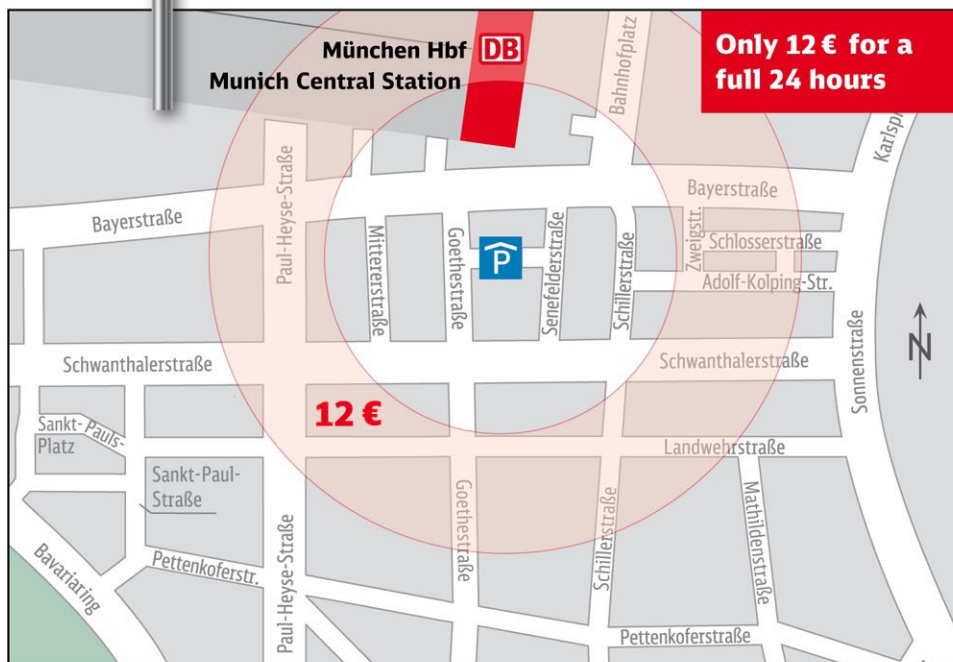 München Hbf DB
Munich Central Station
Only 12 € for a
full 24 hours
Bahnhofplatz
Karlspl
Bayerstraße
Bayerstraße
Paul-Heyse-Straße
Mittererstraße
Goethestraße
P
Senefelderstraße
Schillerstraße
Zweigstr.
Schlosserstraße
Adolf-Kolping-Str.
Sonnenstraße
N
Schwanthalerstraße
Schwanthalerstraße
12 €
Sankt-Pauls-
Platz
Landwehrstraße
Sankt-Paul-
Straße
Goethestraße
Schillerstraße
Mathildenstraße
Bavariaring
Pettenkoferstr.
Paul-Heyse-Straße
Pettenkoferstraße